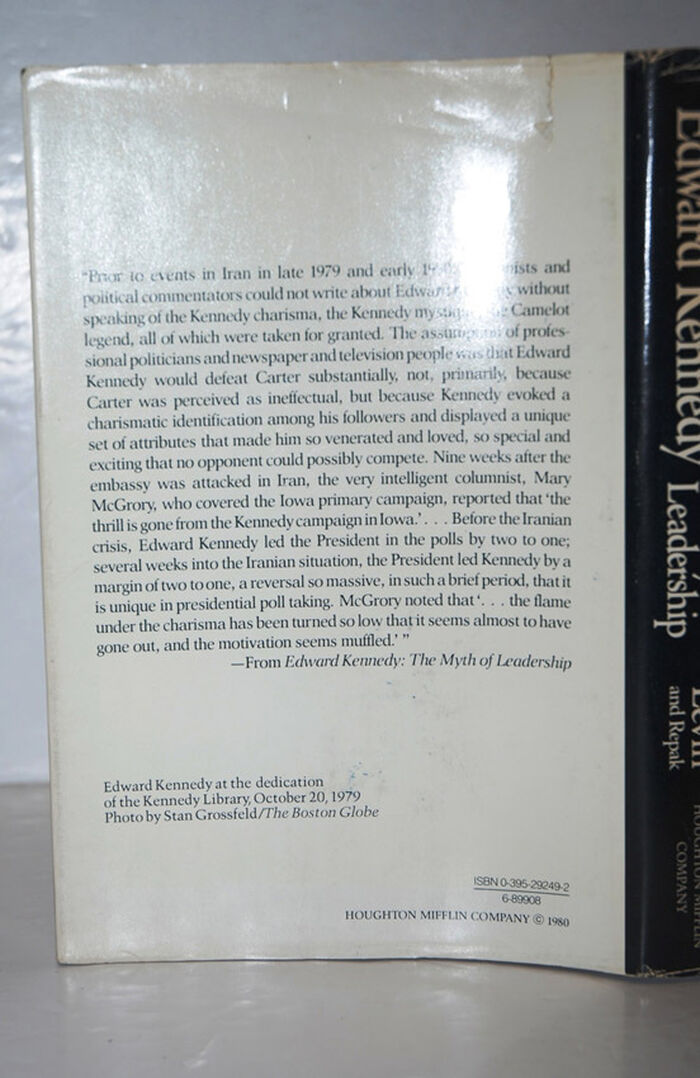 "Prior to events in Iran in late 1979 and early and
political commentators could not write about Edward without
speaking of the Kennedy charisma, the Kennedy Camelot
legend, all of which were taken for granted. The assumption of profes-
sional politicians and newspaper and television people was that Edward
Kennedy would defeat Carter substantially, not, primarily, because
Carter was perceived as ineffectual, but because Kennedy evoked a
charismatic identification among his followers and displayed a unique
set of attributes that made him so venerated and loved, so special and
exciting that no opponent could possibly compete. Nine weeks after the
embassy was attacked in Iran, the very intelligent columnist, Mary
McGrory, who covered the Iowa primary campaign, reported that 'the
thrill is gone from the Kennedy campaign in Iowa.' . . . Before the Iranian
crisis, Edward Kennedy led the President in the polls by two to one;
several weeks into the Iranian situation, the President led Kennedy by a
margin of two to one, a reversal so massive, in such a brief period, that it
is unique in presidential poll taking. McGrory noted that '. . . the flame
under the charisma has been turned so low that it seems almost to have
gone out, and the motivation seems muffled.' "
—From Edward Kennedy: The Myth of Leadership
Edward Kennedy at the dedication
of the Kennedy Library, October 20, 1979
Photo by Stan Grossfeld/The Boston Globe
ISBN 0-395-29249-2
6-89908
HOUGHTON MIFFLIN COMPANY © 1980
Edward Kennedy Leadership
Levin
and Repak
HOUGHTON MIFFLIN
COMPANY